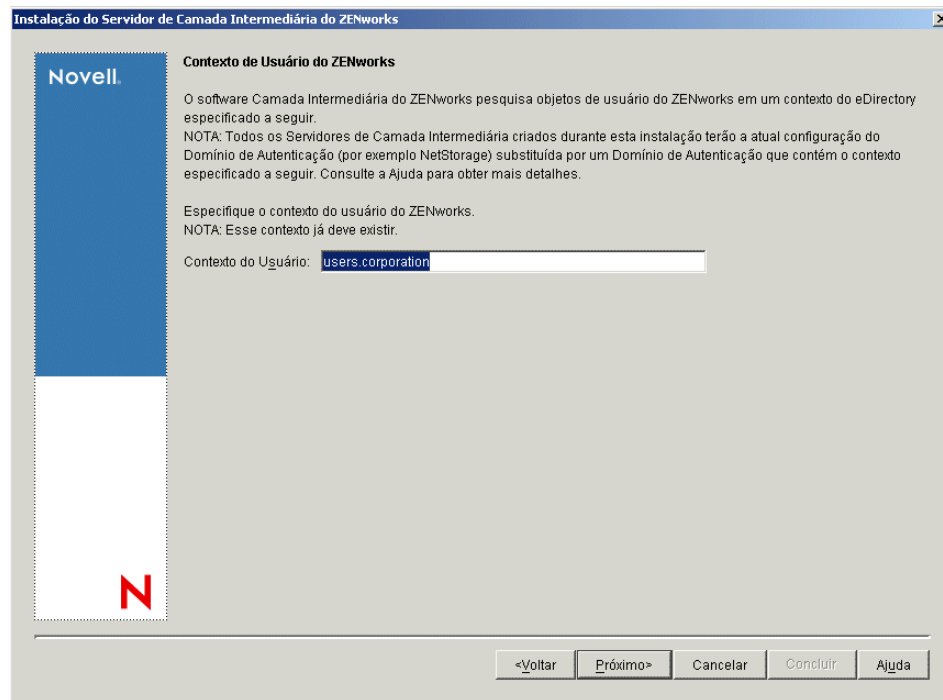 Instalação do Servidor de Camada Intermediária do ZENworks
Novell.
Contexto de Usuário do ZENworks
O software Camada Intermediária do ZENworks pesquisa objetos de usuário do ZENworks em um contexto do eDirectory
especificado a seguir.
NOTA: Todos os Servidores de Camada Intermediária criados durante esta instalação terão a atual configuração do
Domínio de Autenticação (por exemplo NetStorage) substituída por um Domínio de Autenticação que contém o contexto
especificado a seguir. Consulte a Ajuda para obter mais detalhes.
Especifique o contexto do usuário do ZENworks.
NOTA: Esse contexto já deve existir.
Contexto do Usuário: users.corporation
N
<Voltar Próximo> Cancelar Concluir Ajuda